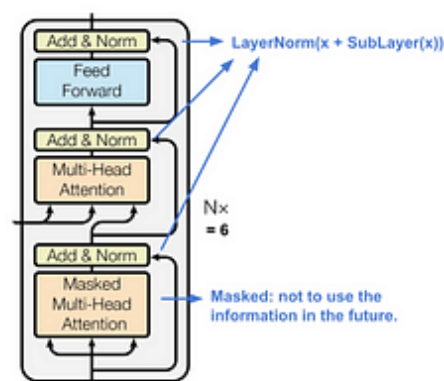 Add & Norm
LayerNorm(x + SubLayer(x))
Feed
Forward
Add & Norm
Multi-Head
Attention
N×
= 6
Add & Norm
Masked
Multi-Head
Attention
Masked: not to use the
information in the future.